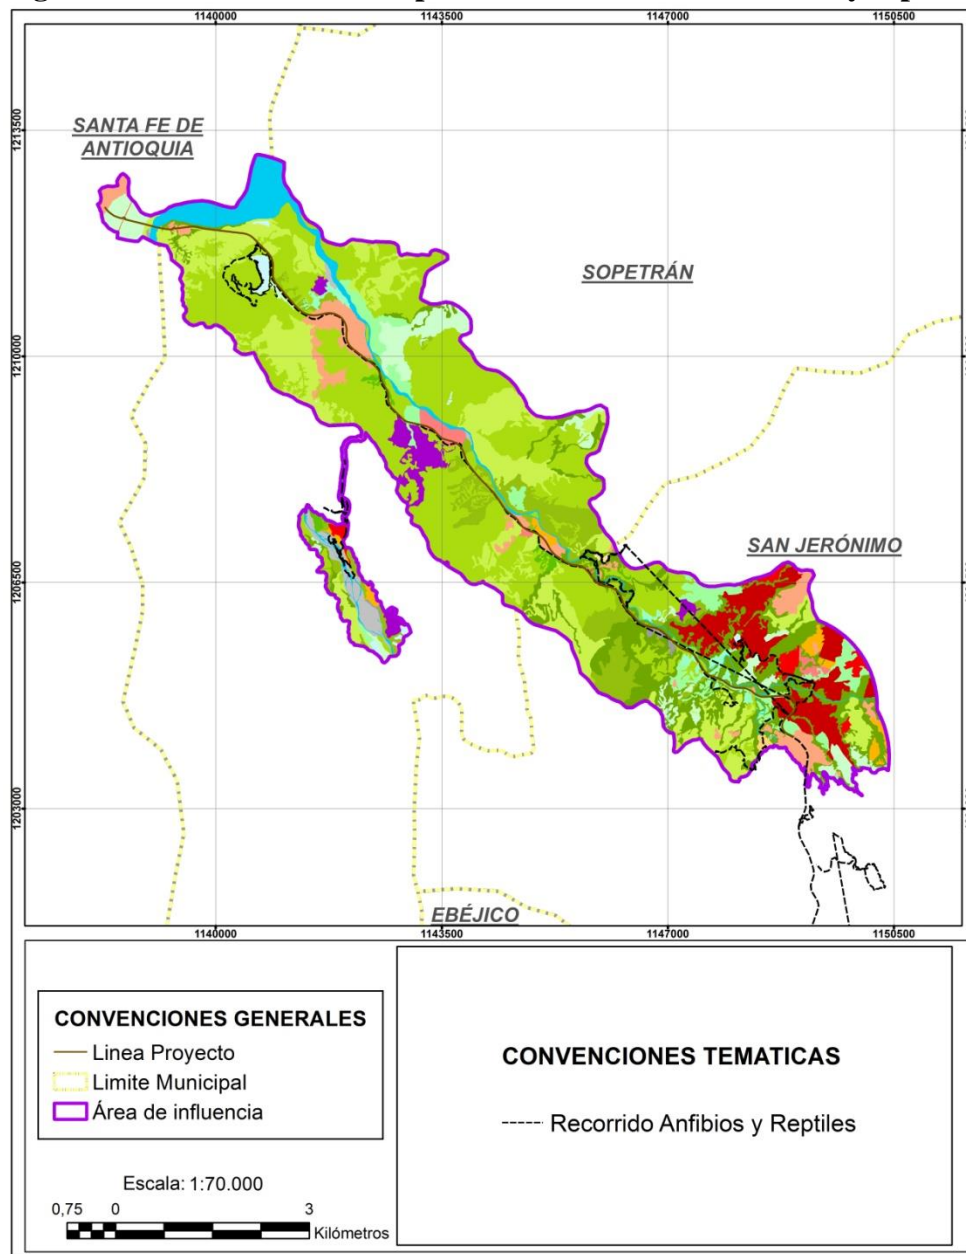 1140000 1143500 1147000 1150500
1213500
SANTA FE DE
ANTIOQUIA
SOPETRÁN
1210000
SAN JERÓNIMO
1206500
1203000
EBÉJICO
1140000 1143500 1147000 1150500
CONVENCIONES GENERALES
Linea Proyecto
Limite Municipal
Área de influencia
Escala: 1:70.000
0,75 0 3
Kilómetros
CONVENCIONES TEMATICAS
Recorrido Anfibios y Reptiles